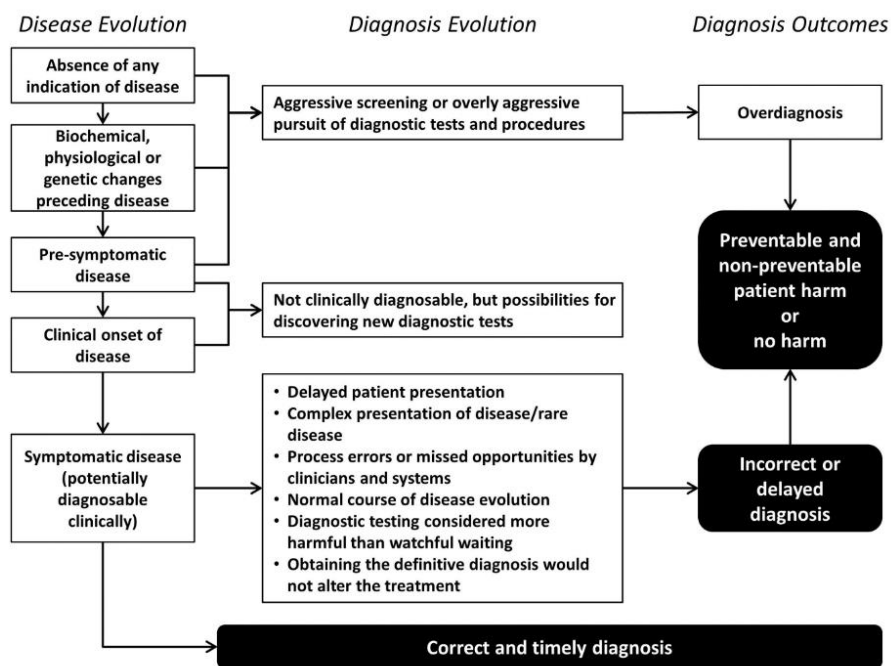 Disease Evolution
Diagnosis Evolution
Diagnosis Outcomes
Absence of any
indication of disease
Biochemical,
physiological or
genetic changes
preceding disease
Pre-symptomatic
disease
Clinical onset of
disease
Symptomatic disease
(potentially
diagnosable
clinically)
Aggressive screening or overly aggressive
pursuit of diagnostic tests and procedures
Not clinically diagnosable, but possibilities for
discovering new diagnostic tests
• Delayed patient presentation
• Complex presentation of disease/rare
disease
• Process errors or missed opportunities by
clinicians and systems
• Normal course of disease evolution
• Diagnostic testing considered more
harmful than watchful waiting
• Obtaining the definitive diagnosis would
not alter the treatment
Overdiagnosis
Preventable and
non-preventable
patient harm
or
no harm
Incorrect or
delayed
diagnosis
Correct and timely diagnosis